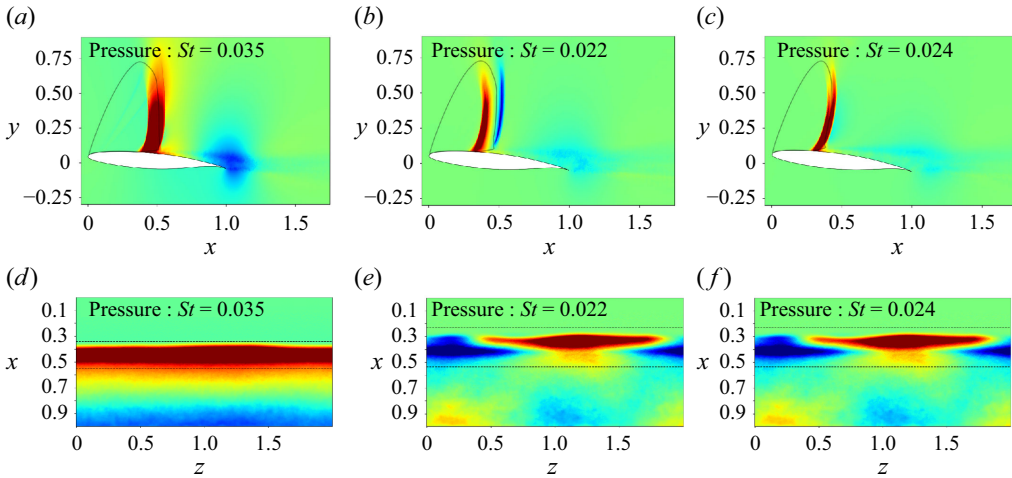 (a) (b) (c)
Pressure : St = 0.035 Pressure : St = 0.022 Pressure : St = 0.024
0.75 0.75 0.75
0.50 0.50 0.50
y 0.25 y 0.25 y 0.25
0 0 0
−0.25 −0.25 −0.25
0 0.5 1.0 1.5 0 0.5 1.0 1.5 0 0.5 1.0 1.5
x x x
(d) (e) (f)
Pressure : St = 0.035 Pressure : St = 0.022 Pressure : St = 0.024
0.1 0.1 0.1
0.3 0.3 0.3
x 0.5 x 0.5 x 0.5
0.7 0.7 0.7
0.9 0.9 0.9
0 0.5 1.0 1.5 0 0.5 1.0 1.5 0 0.5 1.0 1.5
z z z